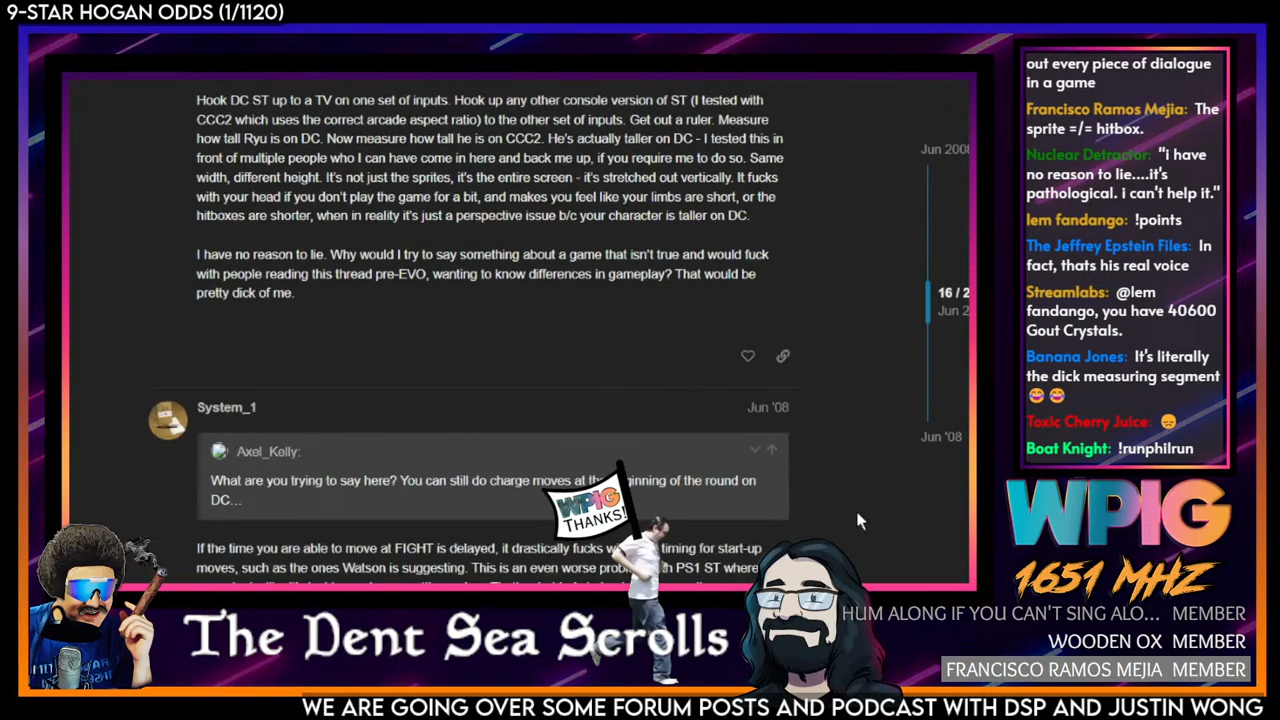 9-STAR HOGAN ODDS (1/1120)
Hook DC ST up to a TV on one set of inputs. Hook up any other console version of ST (I tested with
CCC2 which uses the correct arcade aspect ratio) to the other set of inputs. Get out a ruler. Measure
how tall Ryu is on DC. Now measure how tall he is on CCC2. He's actually taller on DC - I tested this in
front of multiple people who I can have come in here and back me up, if you require me to do so. Same
width, different height. It's not just the sprites, it's the entire screen - it's stretched out vertically. It fucks
with your head if you don't play the game for a bit, and makes you feel like your limbs are short, or the
hitboxes are shorter, when in reality it's just a perspective issue b/c your character is taller on DC.
I have no reason to lie. Why would I try to say something about a game that isn't true and would fuck
with people reading this thread pre-EVO, wanting to know differences in gameplay? That would be
pretty dick of me.
Jun 2008
16 / 2
Jun 2
Jun '08
System_1
Jun '08
Axel_Kelly:
What are you trying to say here? You can still do charge moves at the beginning of the round on
DC...
If the time you are able to move at FIGHT is delayed, it drastically fucks timing for start-up
moves, such as the ones Watson is suggesting. This is an even worse PS1 ST where
out every piece of dialogue
in a game
Francisco Ramos Mejia: The
sprite =/= hitbox.
Nuclear Detractor: "i have
no reason to lie....it's
pathological. i can't help it."
lem fandango: !points
The Jeffrey Epstein Files: In
fact, thats his real voice
Streamlabs: @lem
fandango, you have 40600
Gout Crystals.
Banana Jones: It's literally
the dick measuring segment
😂 😂
Toxic Cherry Juice: 😞
Boat Knight: !runphilrun
WPIG
THANKS!
WPIG
1651 MHZ
The Dent Sea Scrolls
HUM ALONG IF YOU CAN'T SING ALO... MEMBER
WOODEN OX MEMBER
FRANCISCO RAMOS MEJIA MEMBER
WE ARE GOING OVER SOME FORUM POSTS AND PODCAST WITH DSP AND JUSTIN WONG